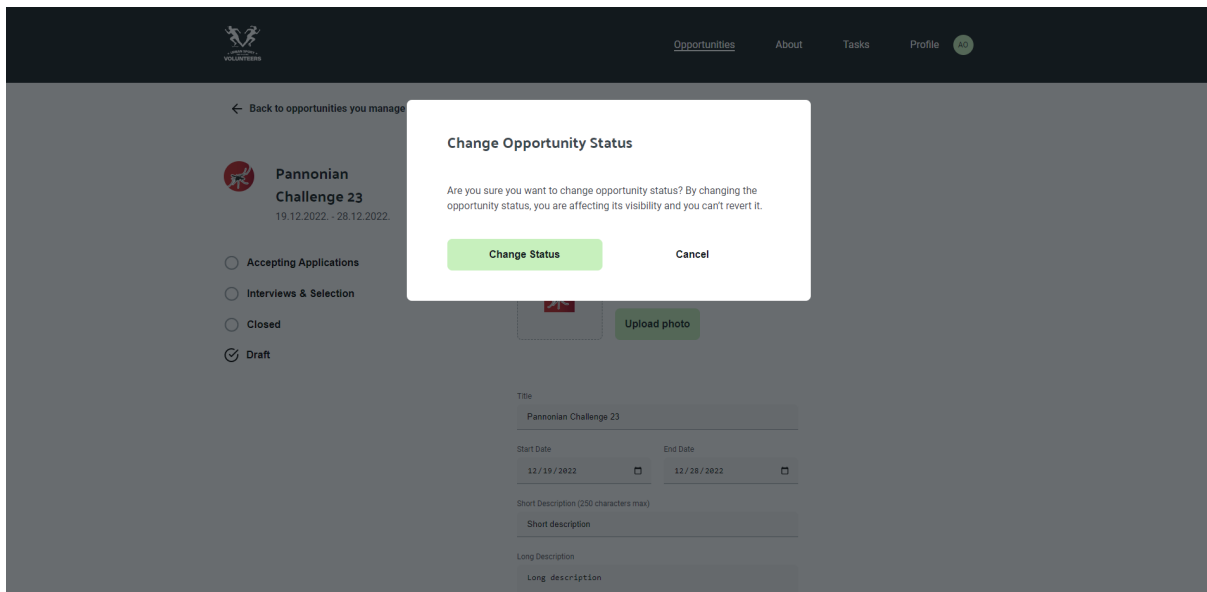 VOLUNTEERS
Opportunities
About
Tasks
Profile
AO
Back to opportunities you manage
Pannonian
Challenge 23
19.12.2022. - 28.12.2022.
Accepting Applications
Interviews & Selection
Closed
Draft
Change Opportunity Status
Are you sure you want to change opportunity status? By changing the
opportunity status, you are affecting its visibility and you can't revert it.
Change Status
Cancel
Upload photo
Title
Pannonian Challenge 23
Start Date
End Date
12/19/2022
12/28/2022
Short Description (250 characters max)
Short description
Long Description
Long description